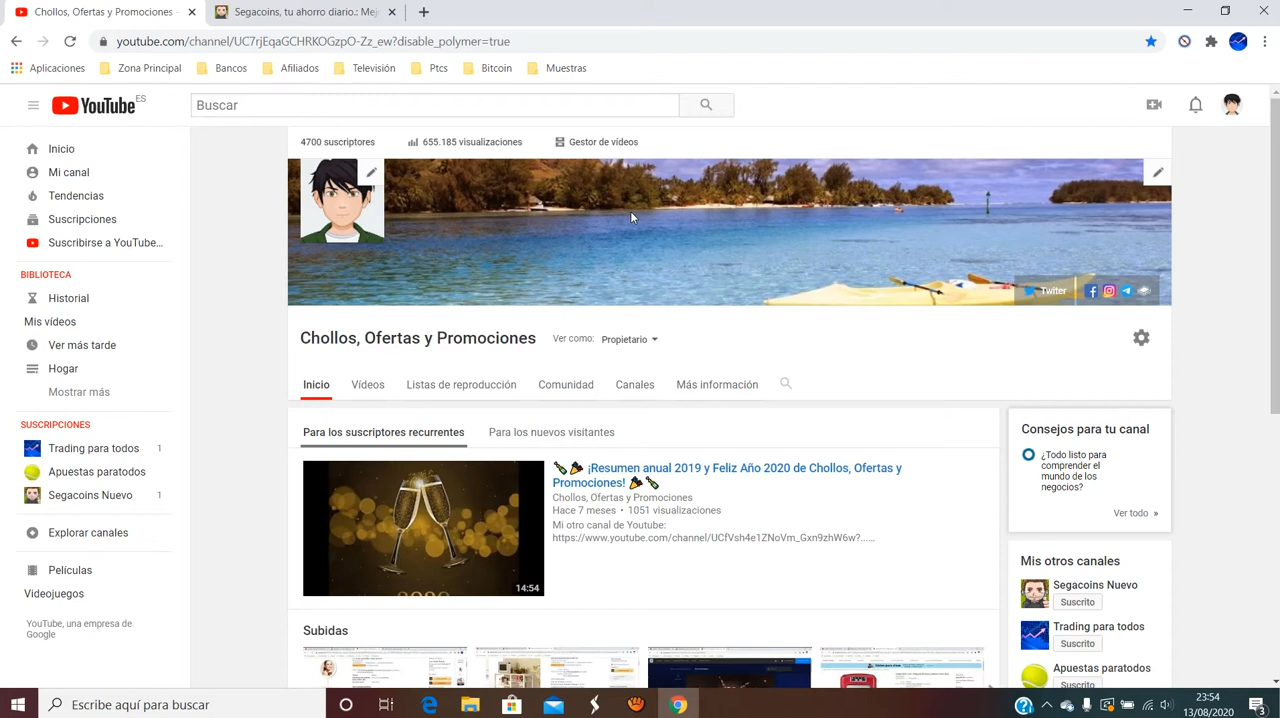 Chollos, Ofertas y Promociones -
Segacoins, tu ahorro diario.: Mej
youtube.com/channel/UC7rjEqaGCHRKOGzpO-Zz_ew?disable_polymer=true
Aplicaciones
Zona Principal
Bancos
Afiliados
Televisión
Ptcs
Bitcoin
Muestras
YouTube ES
Buscar
Inicio
Mi canal
Tendencias
Suscripciones
Suscribirse a YouTube...
BIBLIOTECA
Historial
Mis vídeos
Ver más tarde
Hogar
Mostrar más
SUSCRIPCIONES
Trading para todos 1
Apuestas paratodos
Segacoins Nuevo 1
Explorar canales
Películas
Videojuegos
YouTube, una empresa de
Google
4700 suscriptores
655.185 visualizaciones
Gestor de vídeos
Twiter
Chollos, Ofertas y Promociones
Ver como: Propietario
Inicio
Vídeos
Listas de reproducción
Comunidad
Canales
Más información
Para los suscriptores recurrentes
Para los nuevos visitantes
14:54
🍾🎉 ¡Resumen anual 2019 y Feliz Año 2020 de Chollos, Ofertas y
Promociones! 🎉🍾
Chollos, Ofertas y Promociones
Hace 7 meses • 1051 visualizaciones
Mi otro canal de Youtube:
https://www.youtube.com/channel/UCfVsh4e1ZNoVm_Gxn9zhW6w?......
Subidas
Consejos para tu canal
¿Todo listo para
comprender el
mundo de los
negocios?
Ver todo »
Mis otros canales
Segacoins Nuevo
Suscrito
Trading para todos
Suscrito
Apuestas paratodos
Suscrito
Escribe aquí para buscar
23:54
13/08/2020
3